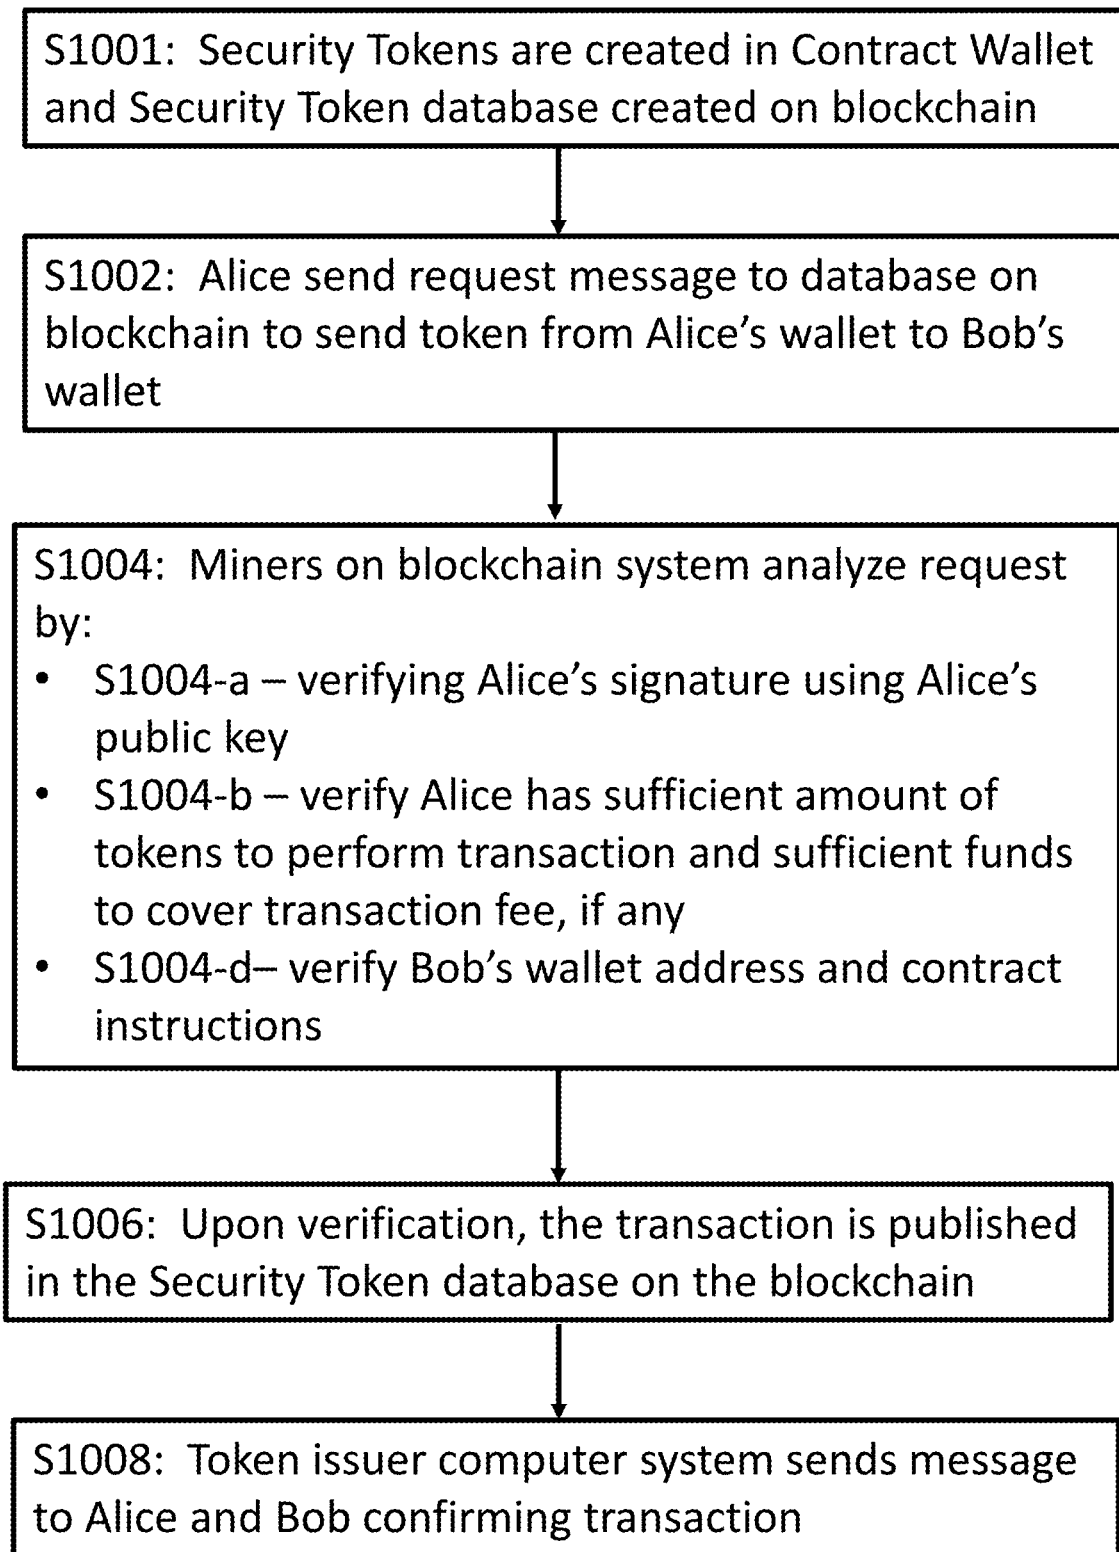 S1001:  Security Tokens are created in Contract Wallet
and Security Token database created on blockchain
S1002:  Alice send request message to database on
blockchain to send token from Alice’s wallet to Bob’s
wallet
S1004:  Miners on blockchain system analyze request
by:
• S1004-a – verifying Alice’s signature using Alice’s
public key
• S1004-b – verify Alice has sufficient amount of
tokens to perform transaction and sufficient funds
to cover transaction fee, if any
• S1004-d– verify Bob’s wallet address and contract
instructions
S1006:  Upon verification, the transaction is published
in the Security Token database on the blockchain
S1008:  Token issuer computer system sends message
to Alice and Bob confirming transaction